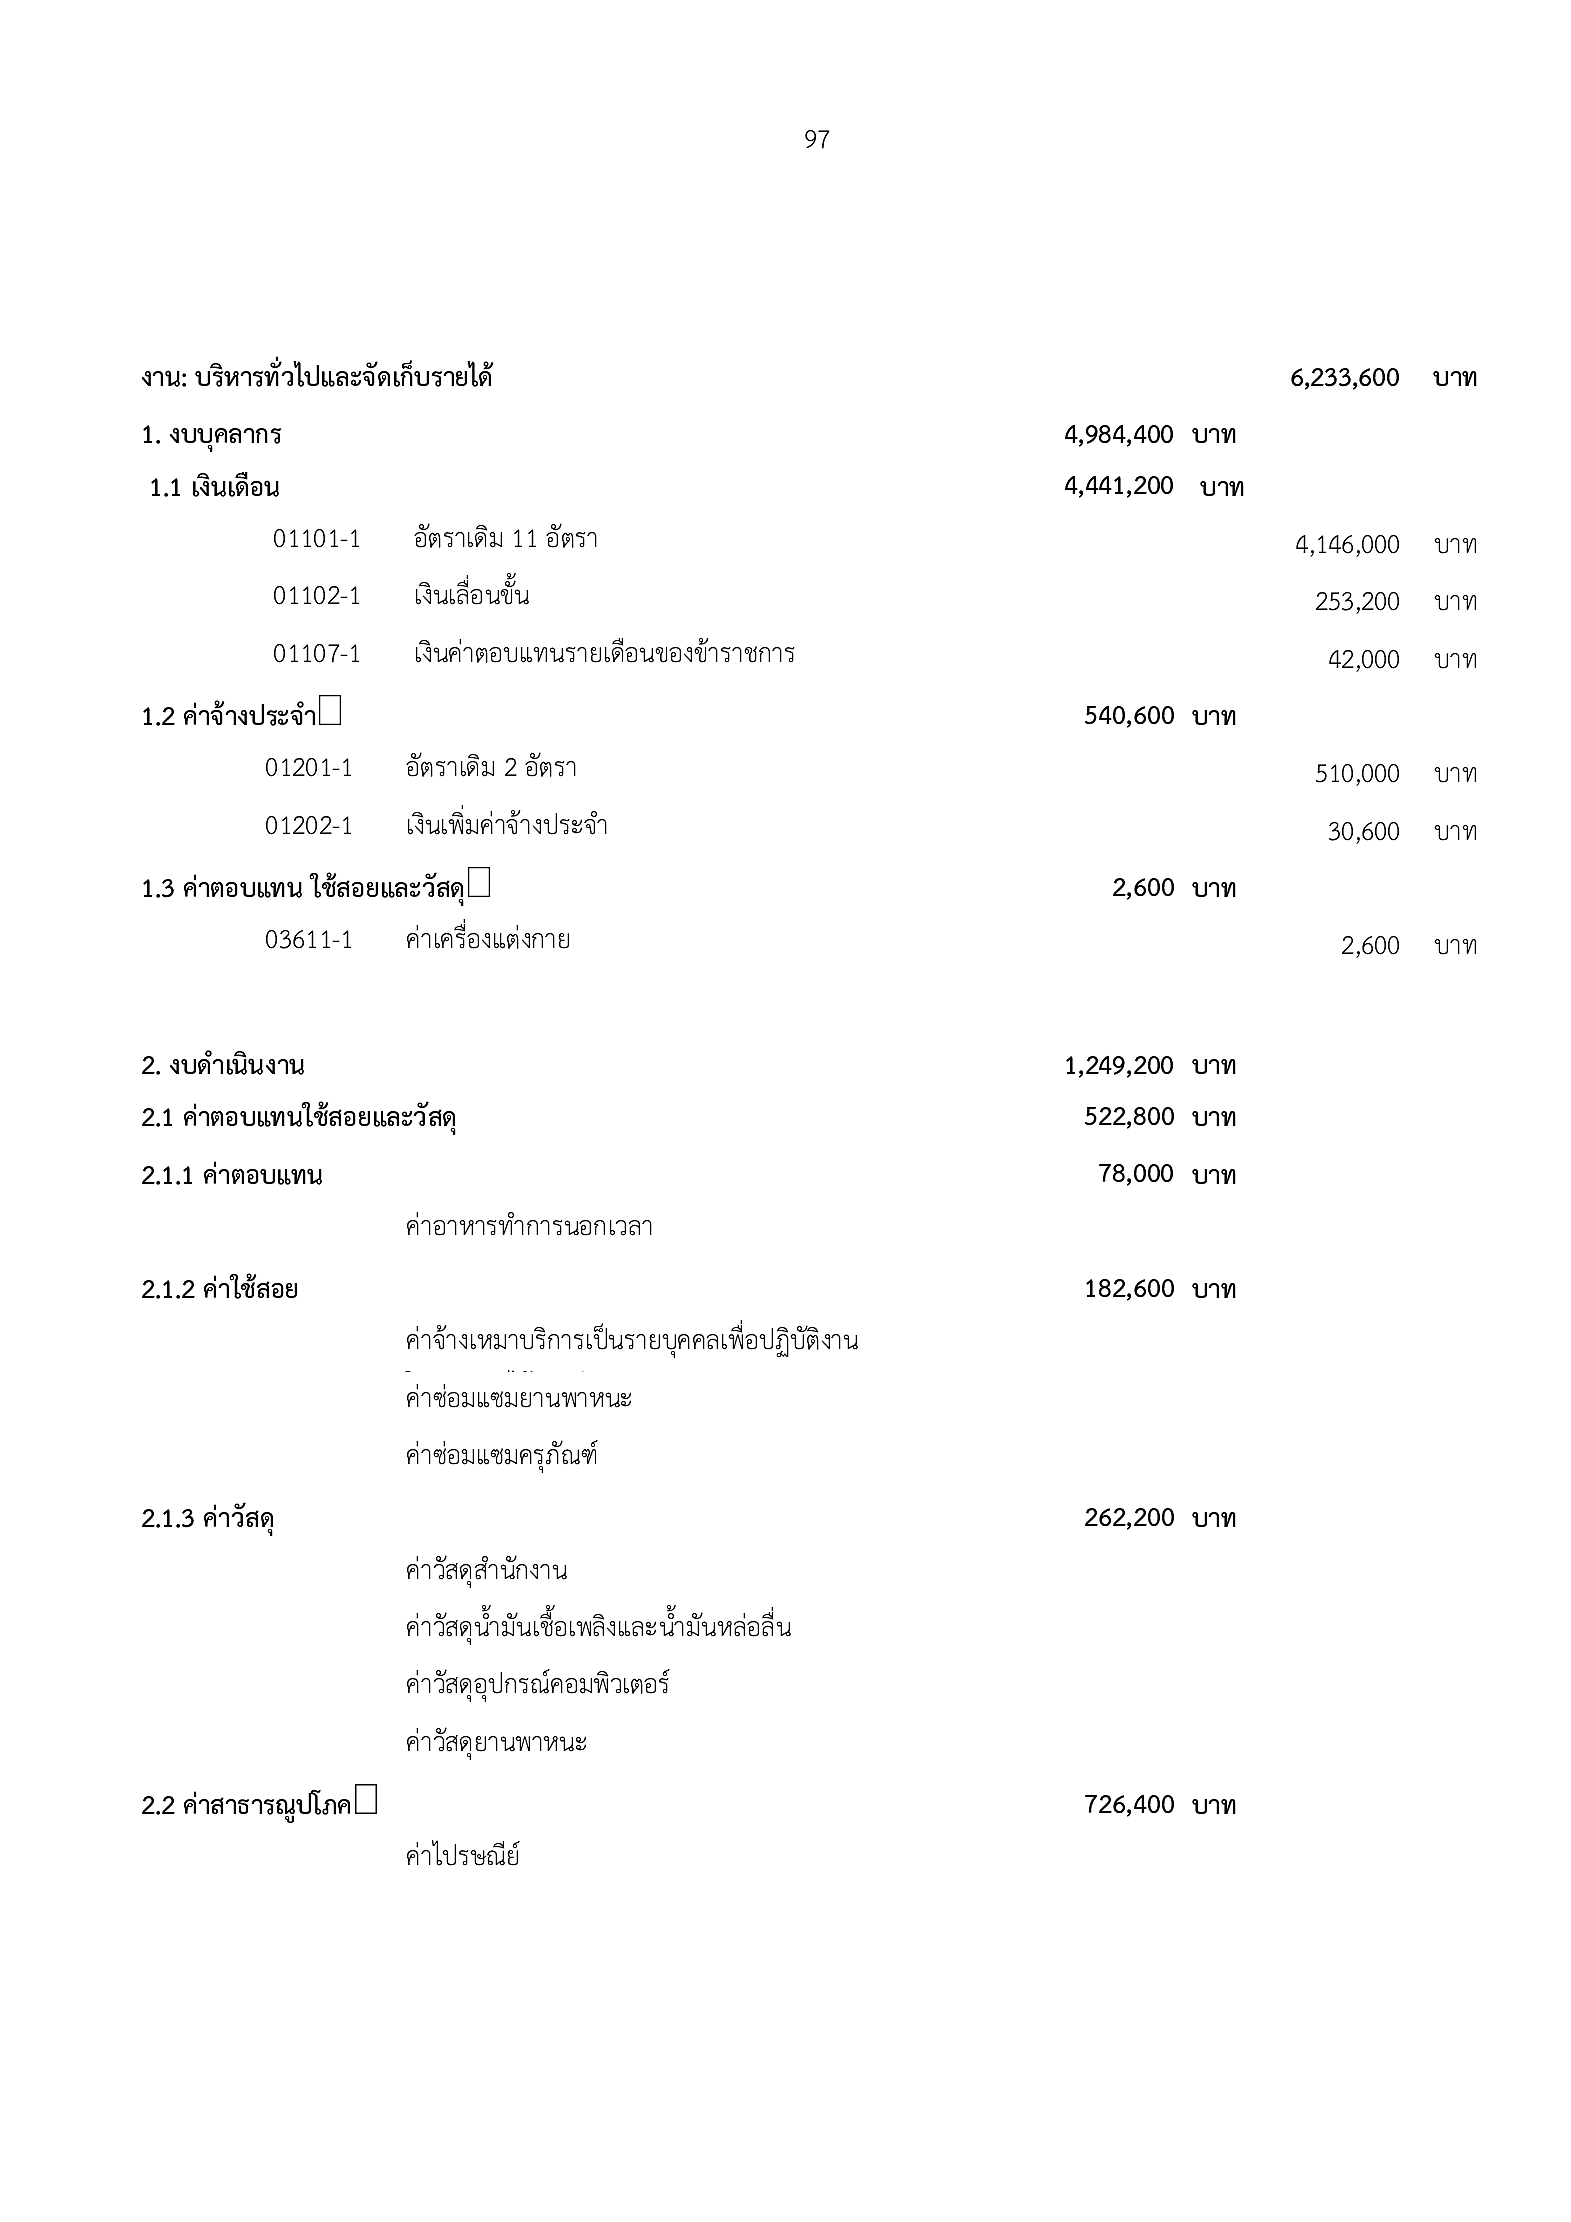 97
งาน: บริหารทั่วไปและจัดเก็บรายได้ 6,233,600 บาท
1. งบบุคลากร 4,984,400 บาท
1.1 เงินเดือน 4,441,200 บาท
01101-1 อัตราเดิม 11 อัตรา 4,146,000 บาท
01102-1 เงินเลื่อนขั้น 253,200 บาท
01107-1 เงินค่าตอบแทนรายเดือนของข้าราชการ 42,000 บาท
1.2 ค่าจ้างประจำ 540,600 บาท
01201-1 อัตราเดิม 2 อัตรา 510,000 บาท
01202-1 เงินเพิ่มค่าจ้างประจำ 30,600 บาท
1.3 ค่าตอบแทน ใช้สอยและวัสดุ 2,600 บาท
03611-1 ค่าเครื่องแต่งกาย 2,600 บาท
2. งบดำเนินงาน 1,249,200 บาท
2.1 ค่าตอบแทนใช้สอยและวัสดุ 522,800 บาท
2.1.1 ค่าตอบแทน 78,000 บาท
ค่าอาหารทำการนอกเวลา
2.1.2 ค่าใช้สอย 182,600 บาท
ค่าจ้างเหมาบริการเป็นรายบุคคลเพื่อปฏิบัติงาน
ค่าซ่อมแซมยานพาหนะ
ค่าซ่อมแซมครุภัณฑ์
2.1.3 ค่าวัสดุ 262,200 บาท
ค่าวัสดุสำนักงาน
ค่าวัสดุน้ำมันเชื้อเพลิงและน้ำมันหล่อลื่น
ค่าวัสดุอุปกรณ์คอมพิวเตอร์
ค่าวัสดุยานพาหนะ
2.2 ค่าสาธารณูปโภค 726,400 บาท
ค่าไปรษณีย์